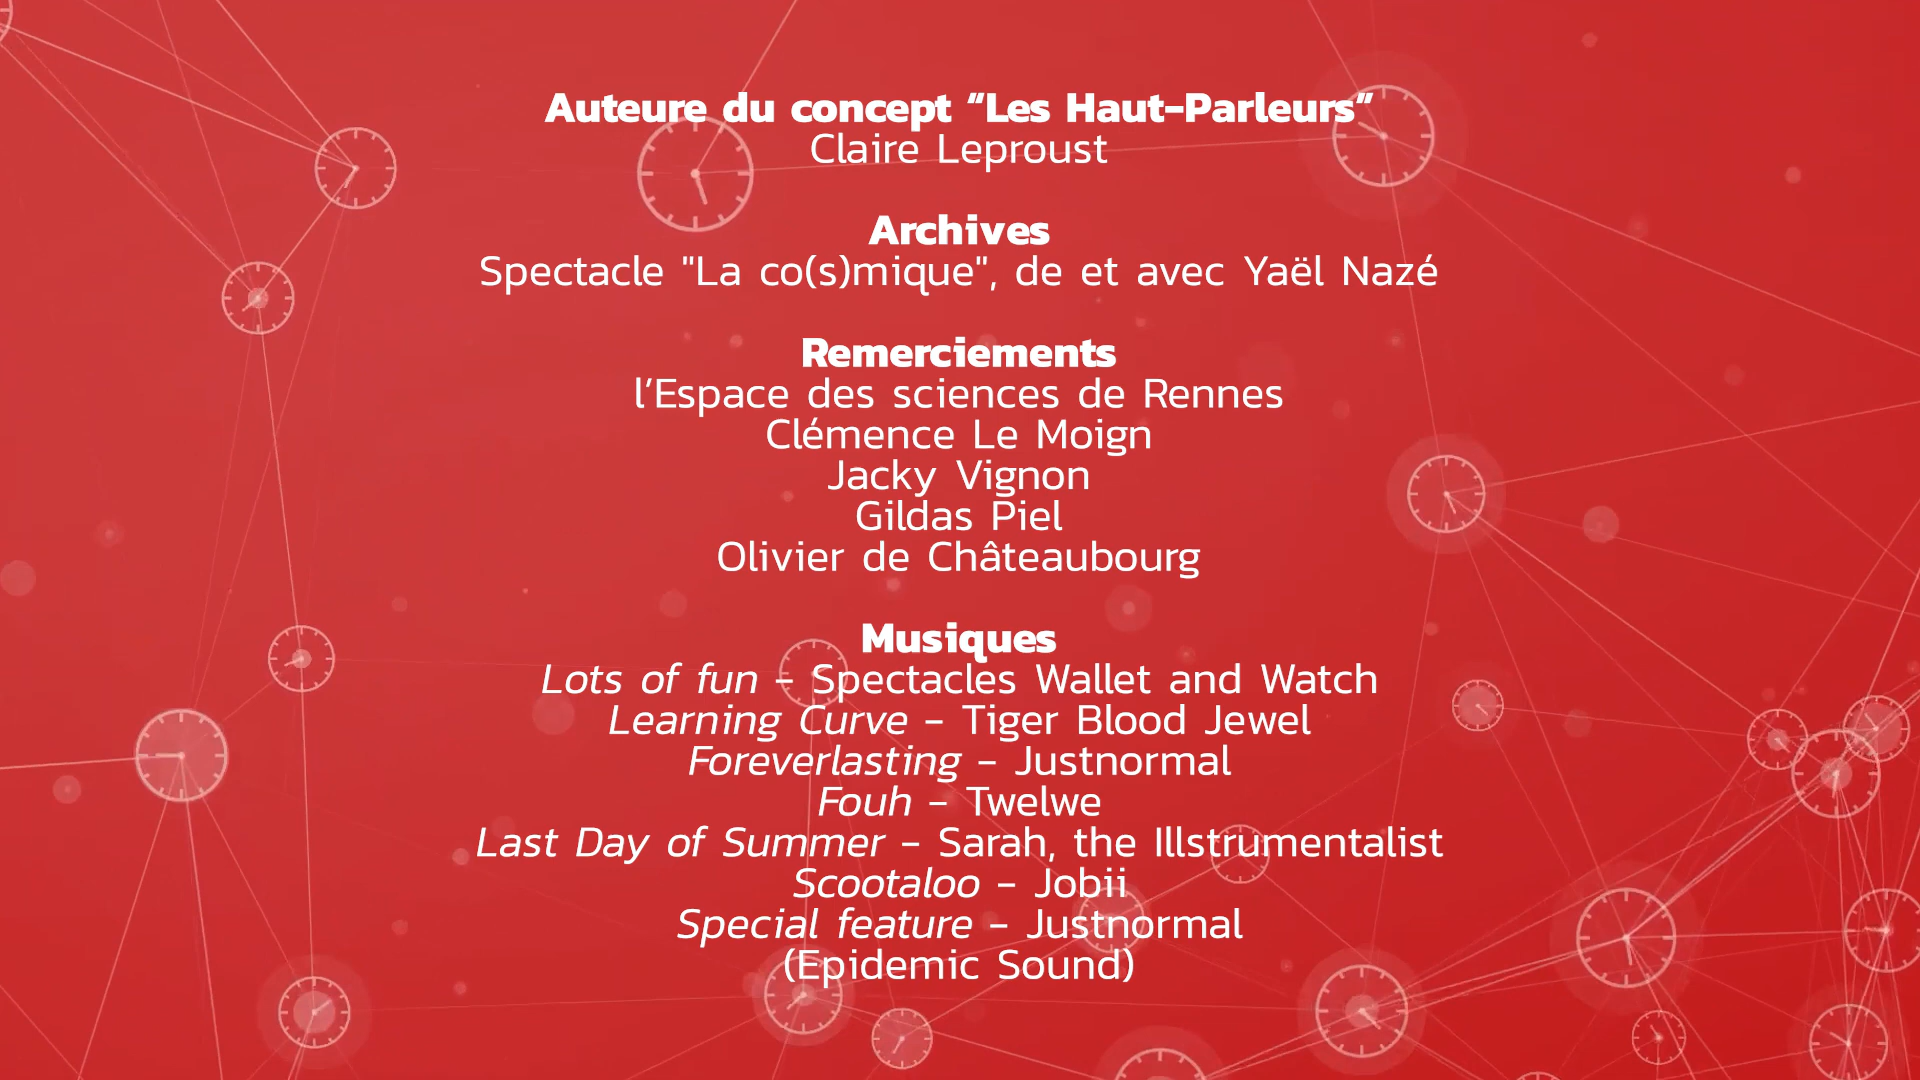 Auteure du concept “Les Haut-Parleurs”
Claire Leproust
Archives
Spectacle "La co(s)mique", de et avec Yaël Nazé
Remerciements
l’Espace des sciences de Rennes
Clémence Le Moign
Jacky Vignon
Gildas Piel
Olivier de Châteaubourg
Musiques
Lots of fun – Spectacles Wallet and Watch
Learning Curve – Tiger Blood Jewel
Foreverlasting – Justnormal
Fouh – Twelwe
Last Day of Summer – Sarah, the Illstrumentalist
Scootaloo – Jobii
Special feature – Justnormal
(Epidemic Sound)